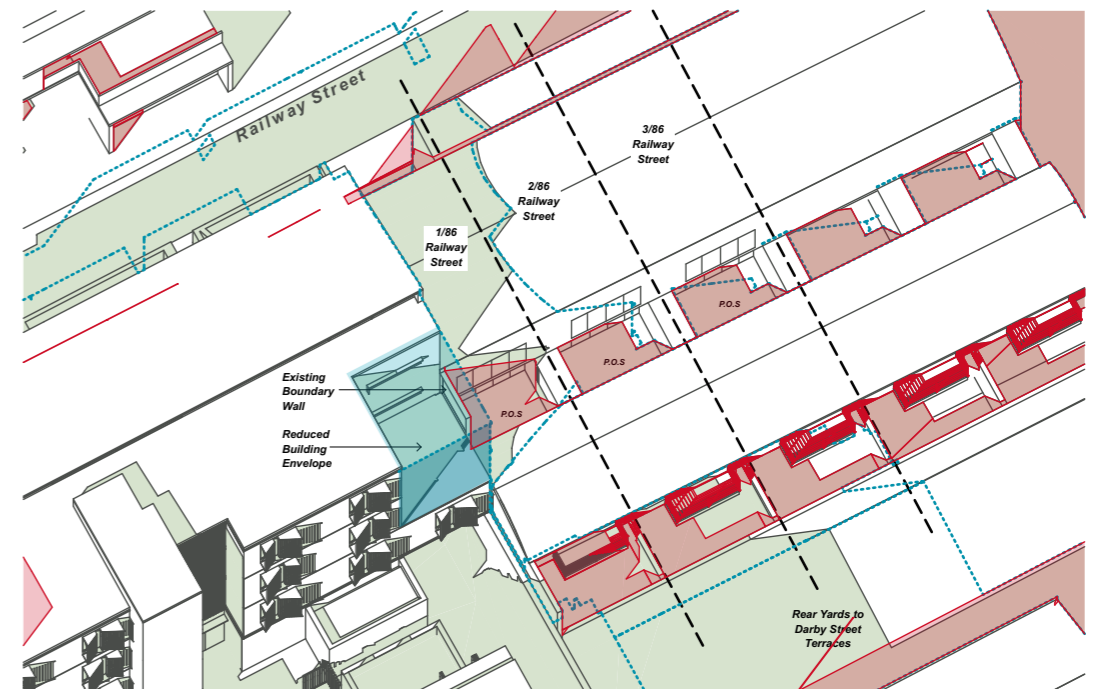 Railway Street
3/86
Railway
Street
2/86
Railway
Street
1/86
Railway
Street
P.O.S
P.O.S
P.O.S
Existing
Boundary
Wall
Reduced
Building
Envelope
Rear Yards to
Darby Street
Terraces